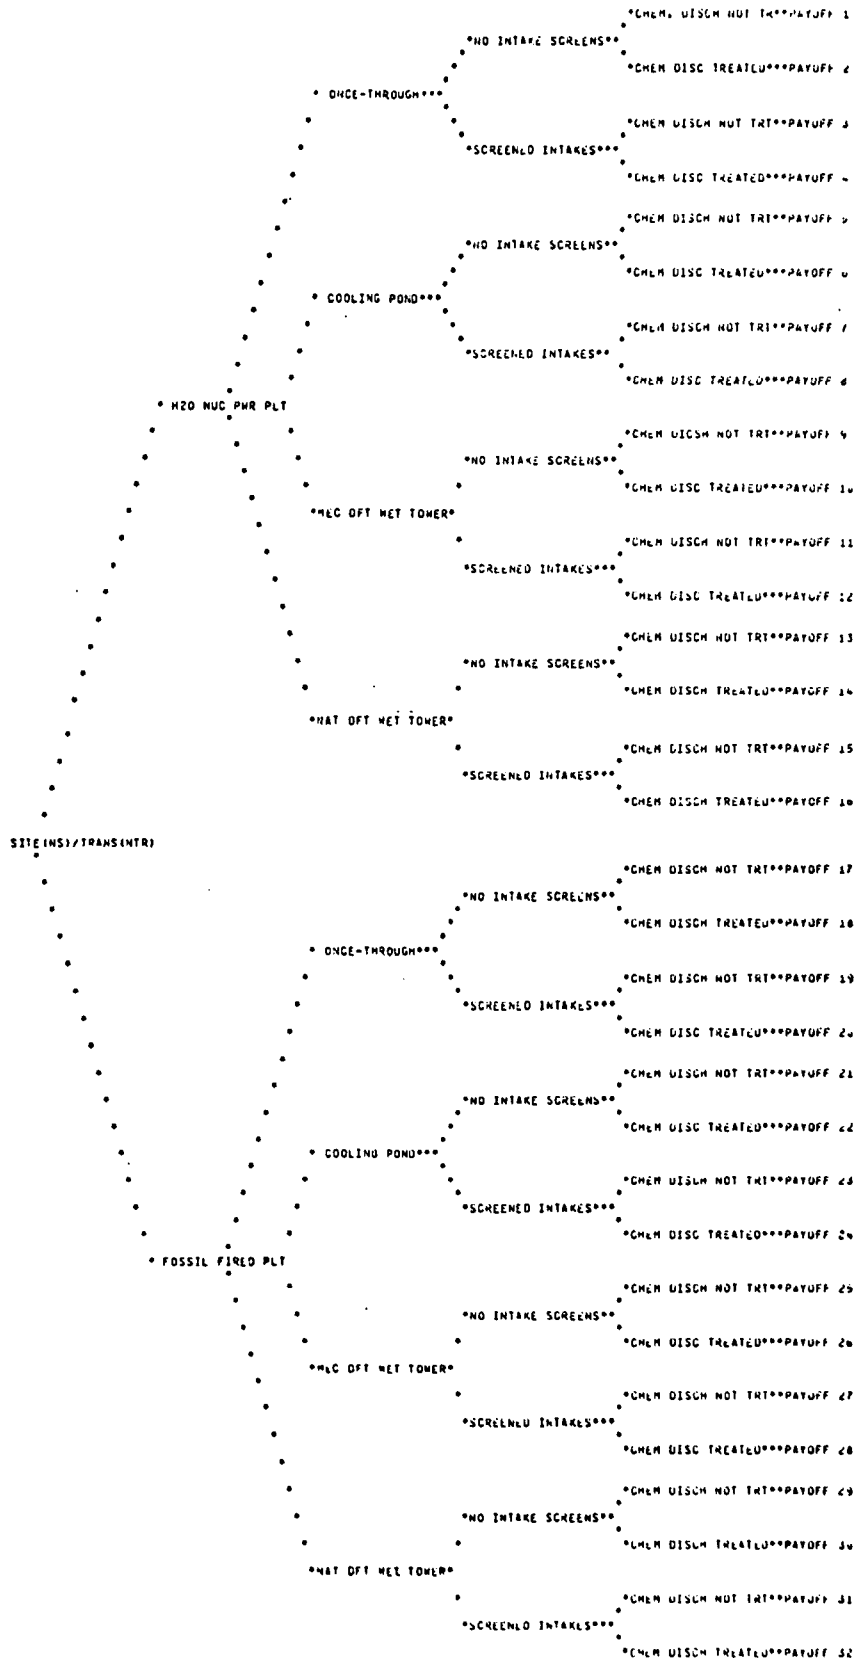 *CHEM. DISCH NOT TR**PAYOFF 1
*NO INTAKE SCREENS**
*CHEM DISC TREATED***PAYOFF 2
* ONCE-THROUGH***
*CHEM DISCH NOT TRT**PAYOFF 3
*SCREENED INTAKES***
*CHEM DISC TREATED***PAYOFF 4
*CHEM DISCH NOT TRT**PAYOFF 5
*NO INTAKE SCREENS**
*CHEM DISC TREATED***PAYOFF 6
* COOLING POND***
*CHEM DISCH NOT TRT**PAYOFF 7
*SCREENED INTAKES**
*CHEM DISC TREATED***PAYOFF 8
* H2O NUC PWR PLT
*CHEM DICSH NOT TRT**PAYOFF 9
*NO INTAKE SCREENS**
*CHEM DISC TREATED***PAYOFF 10
*MEC DFT WET TOWER*
*CHEM DISCH NOT TRT**PAYOFF 11
*SCREENED INTAKES***
*CHEM DISC TREATED***PAYOFF 12
*CHEM DISCH NOT TRT**PAYOFF 13
*NO INTAKE SCREENS**
*CHEM DISCH TREATED**PAYOFF 14
*NAT DFT WET TOWER*
*CHEM DISCH NOT TRT**PAYOFF 15
*SCREENED INTAKES***
*CHEM DISCH TREATED**PAYOFF 16
SITE(NS)/TRANS(NTR)
*CHEM DISCH NOT TRT**PAYOFF 17
*NO INTAKE SCREENS**
*CHEM DISCH TREATED**PAYOFF 18
* ONCE-THROUGH***
*CHEM DISCH NOT TRT**PAYOFF 19
*SCREENED INTAKES***
*CHEM DISC TREATED***PAYOFF 20
*CHEM DISCH NOT TRT**PAYOFF 21
*NO INTAKE SCREENS**
*CHEM DISC TREATED***PAYOFF 22
* COOLING POND***
*CHEM DISCH NOT TRT**PAYOFF 23
*SCREENED INTAKES***
*CHEM DISC TREATED***PAYOFF 24
* FOSSIL FIRED PLT
*CHEM DISCH NOT TRT**PAYOFF 25
*NO INTAKE SCREENS**
*CHEM DISC TREATED***PAYOFF 26
*MEC DFT WET TOWER*
*CHEM DISCH NOT TRT**PAYOFF 27
*SCREENED INTAKES***
*CHEM DISC TREATED***PAYOFF 28
*CHEM DISCH NOT TRT**PAYOFF 29
*NO INTAKE SCREENS**
*CHEM DISCH TREATED**PAYOFF 30
*NAT DFT WET TOWER*
*CHEM DISCH NOT TRT**PAYOFF 31
*SCREENED INTAKES***
*CHEM DISCH TREATED**PAYOFF 32